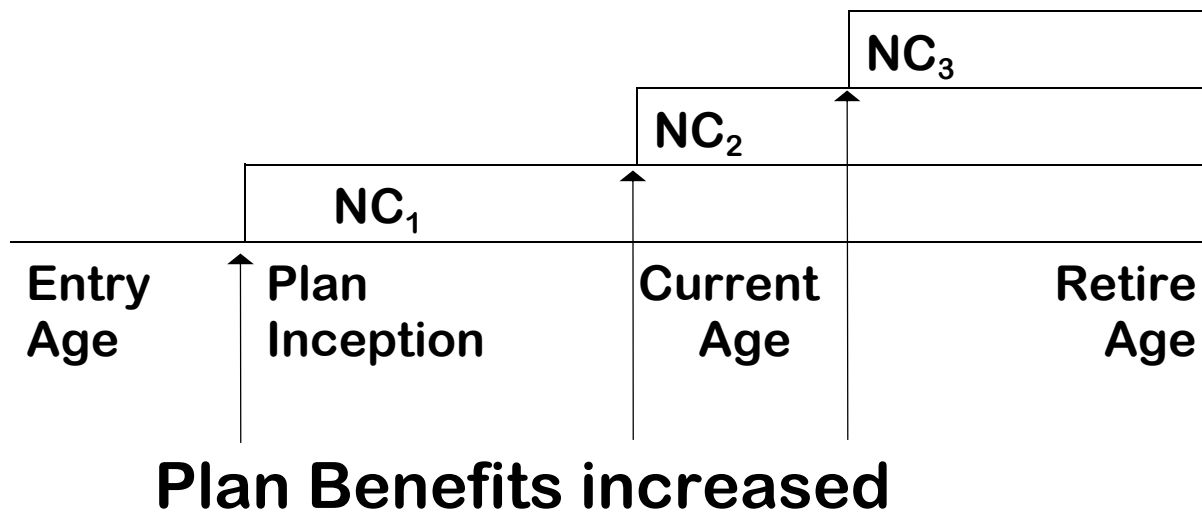 NC₃
NC₂
NC₁
Entry Age
Plan Inception
Current Age
Retire Age
Plan Benefits increased